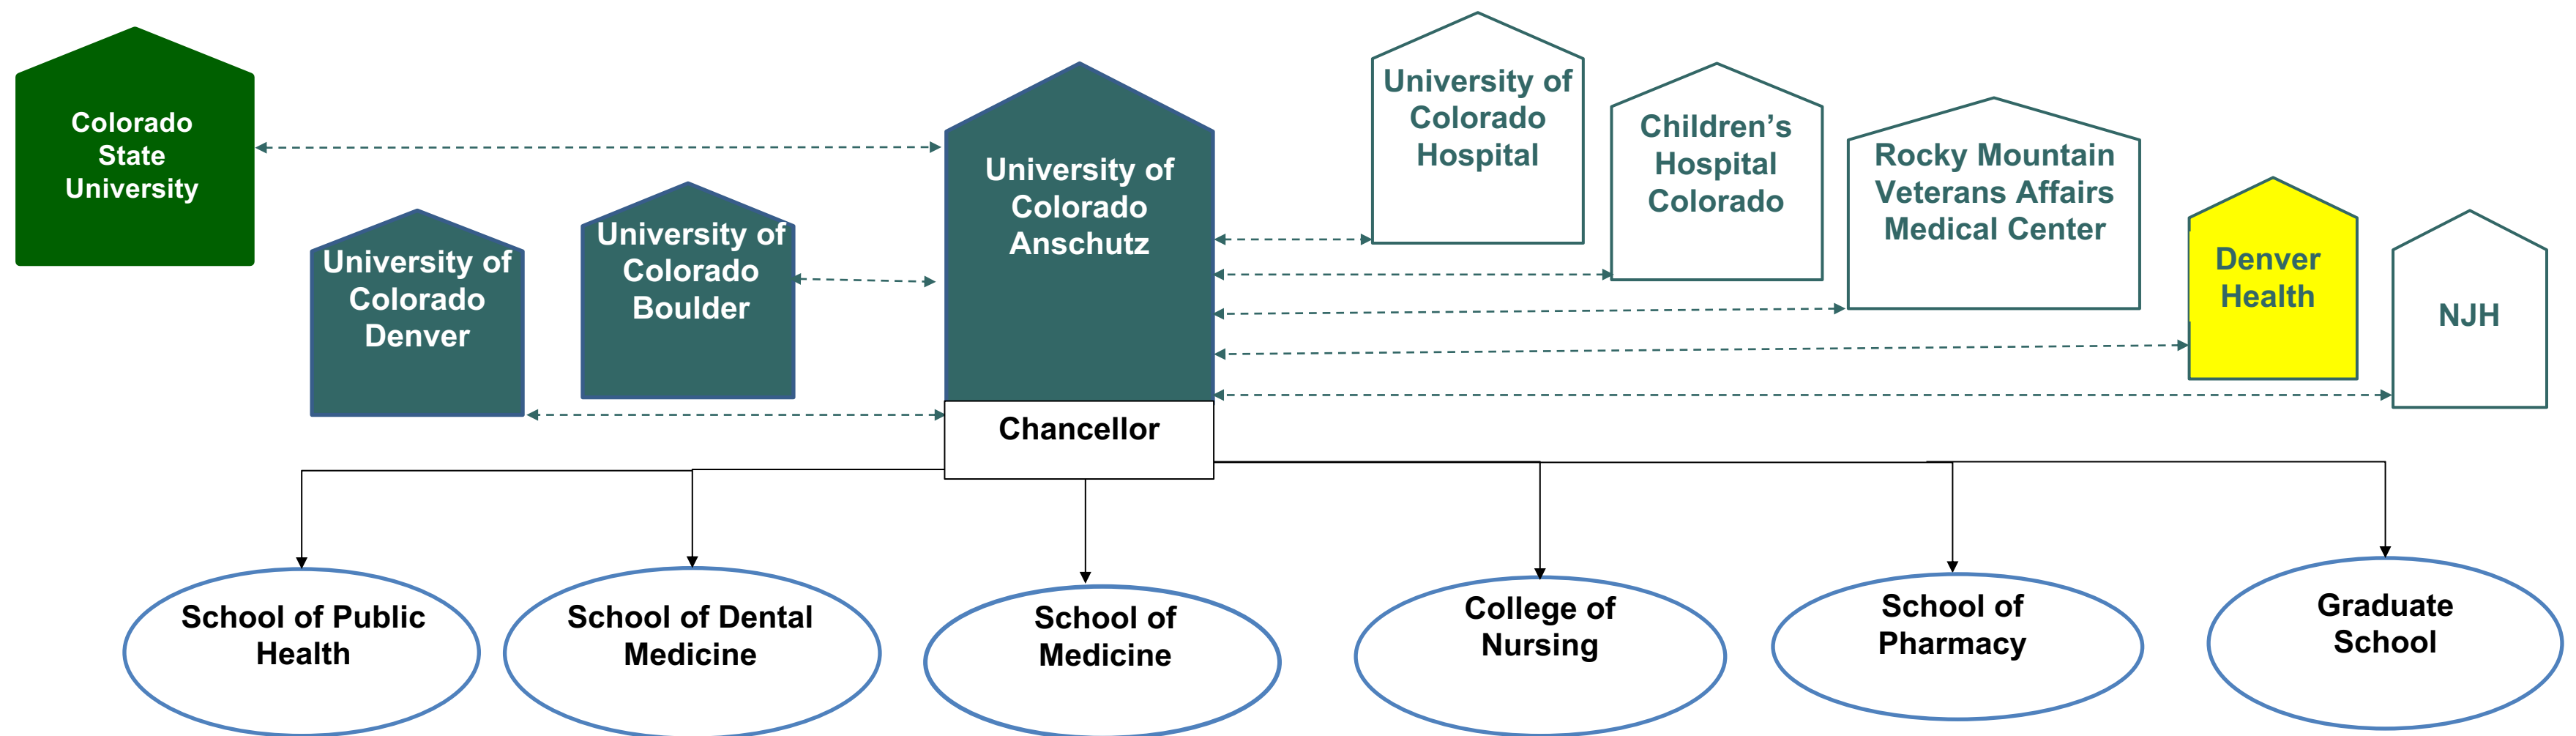 Colorado
State
University
University of
Colorado
Denver
University of
Colorado
Boulder
University of
Colorado
Anschutz
University of
Colorado
Hospital
Children’s
Hospital
Colorado
Rocky Mountain
Veterans Affairs
Medical Center
Denver
Health
NJH
Chancellor
School of Public
Health
School of Dental
Medicine
School of
Medicine
College of
Nursing
School of
Pharmacy
Graduate
School